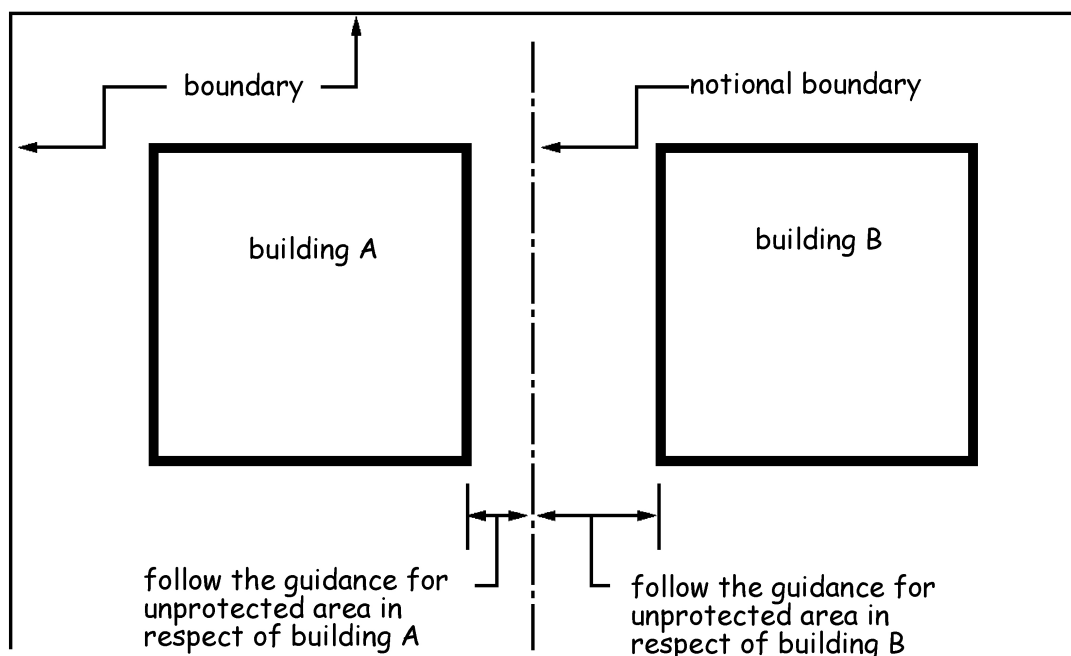 boundary
notional boundary
building A
building B
follow the guidance for
unprotected area in
respect of building A
follow the guidance for
unprotected area in
respect of building B